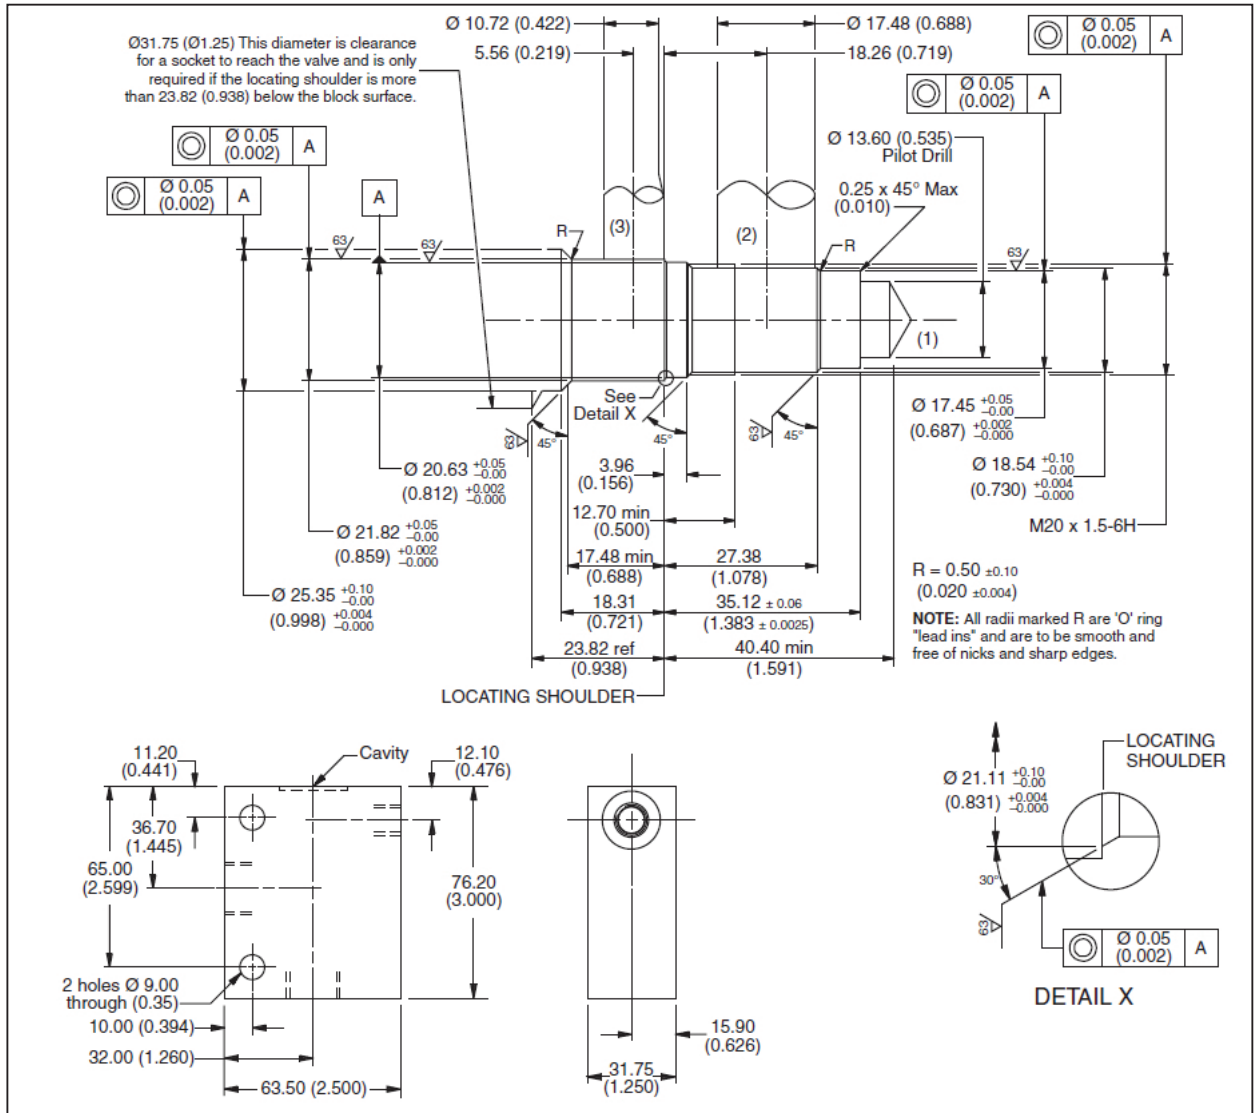 Ø 10.72 (0.422)
5.56 (0.219)
Ø 17.48 (0.688)
18.26 (0.719)
Ø 0.05
(0.002)
A
Ø31.75 (Ø1.25) This diameter is clearance
for a socket to reach the valve and is only
required if the locating shoulder is more
than 23.82 (0.938) below the block surface.
Ø 0.05
(0.002)
A
Ø 0.05
(0.002)
A
Ø 0.05
(0.002)
A
A
Ø 13.60 (0.535)
Pilot Drill
0.25 x 45° Max
(0.010)
63
63
R
(3)
(2)
R
63
(1)
See
Detail X
63
45°
45°
63
45°
Ø 20.63 +0.05 –0.00
(0.812) +0.002 –0.000
Ø 21.82 +0.05 –0.00
(0.859) +0.002 –0.000
Ø 25.35 +0.10 –0.00
(0.998) +0.004 –0.000
3.96
(0.156)
12.70 min
(0.500)
17.48 min
(0.688)
27.38
(1.078)
18.31
(0.721)
35.12 ± 0.06
(1.383 ± 0.0025)
23.82 ref
(0.938)
40.40 min
(1.591)
LOCATING SHOULDER
Ø 17.45 +0.05 –0.00
(0.687) +0.002 –0.000
Ø 18.54 +0.10 –0.00
(0.730) +0.004 –0.000
M20 x 1.5-6H
R = 0.50 ±0.10
(0.020 ±0.004)
NOTE: All radii marked R are 'O' ring
"lead ins" and are to be smooth and
free of nicks and sharp edges.
11.20
(0.441)
Cavity
12.10
(0.476)
36.70
(1.445)
65.00
(2.599)
76.20
(3.000)
2 holes Ø 9.00
through (0.35)
10.00 (0.394)
32.00 (1.260)
63.50 (2.500)
15.90
(0.626)
31.75
(1.250)
LOCATING
SHOULDER
Ø 21.11 +0.10 –0.00
(0.831) +0.004 –0.000
30°
63
Ø 0.05
(0.002)
A
DETAIL X